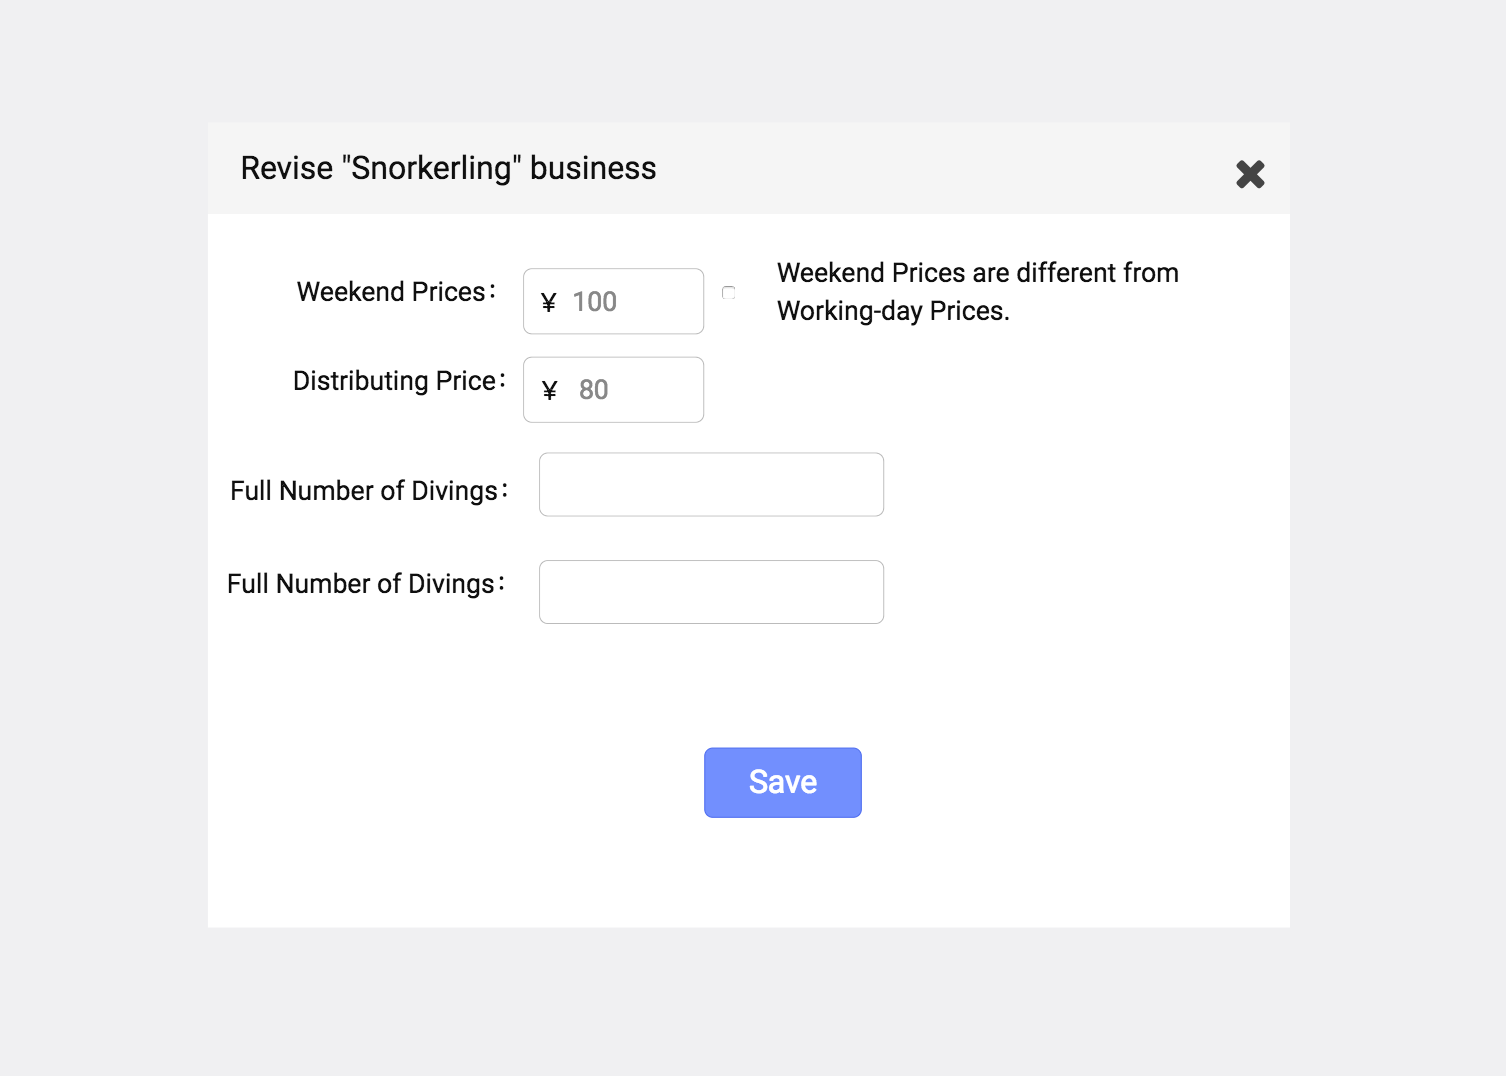 Revise "Snorkerling" business
Weekend Prices:
¥ 100
Weekend Prices are different from
Working-day Prices.
Distributing Price:
¥ 80
Full Number of Divings:
Full Number of Divings:
Save